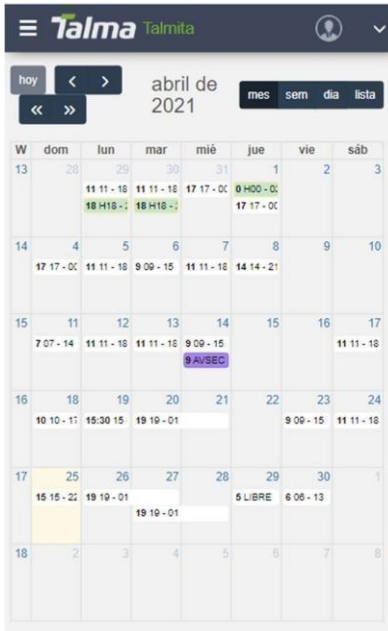 Talma Talmita
hoy
abril de
2021
mes sem dia lista
W dom lun mar mié jue vie sáb
13 28 29 30 31 1 2 3
11 11 - 18 11 11 - 18 17 17 - 0 0 H00 - 0
18 H18 - 18 H18 - 17 17 - 0
14 4 5 6 7 8 9 10
17 17 - 0 11 11 - 18 9 09 - 15 11 11 - 18 14 14 - 21
15 11 12 13 14 15 16 17
7 07 - 14 11 11 - 18 11 11 - 18 9 09 - 15 11 11 - 18
9 AVSEC
16 18 19 20 21 22 23 24
10 10 - 17 15:30 15 19 19 - 01 9 09 - 15 11 11 - 18
17 25 26 27 28 29 30 1
15 15 - 22 19 19 - 01 5 LIBRE 6 06 - 13
19 19 - 01
18 2 3 4 5 6 7 8